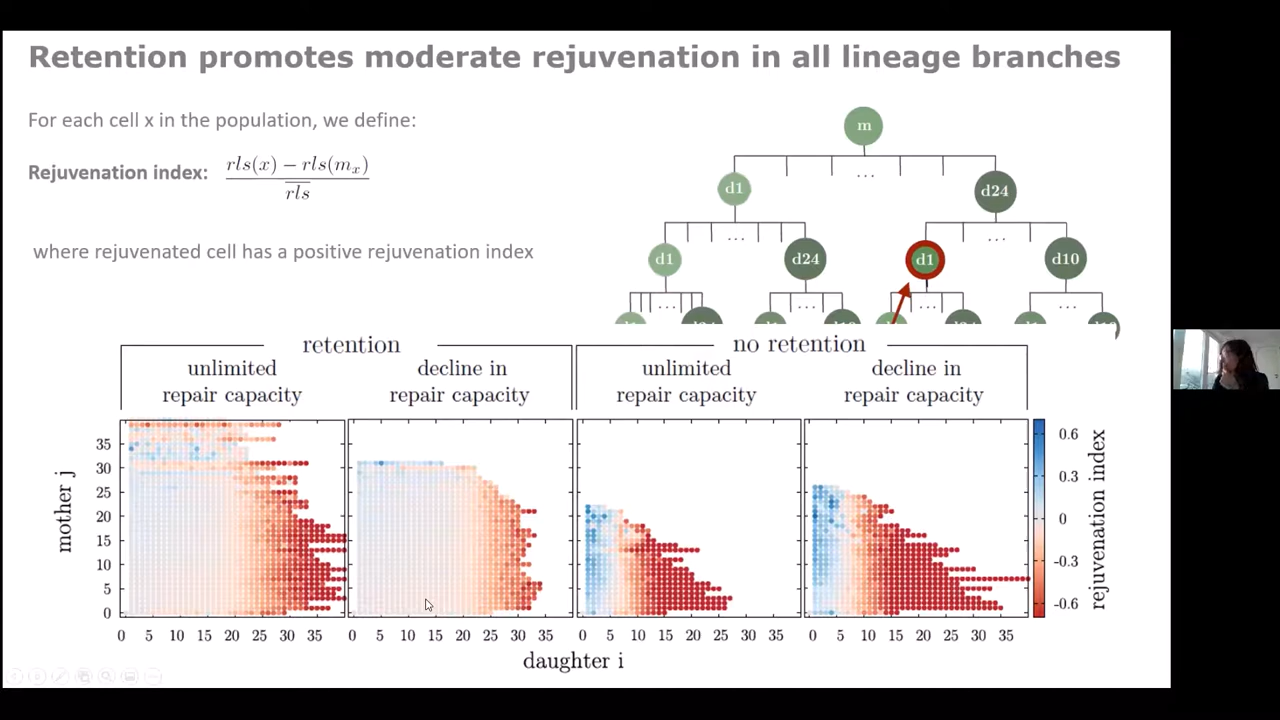 Retention promotes moderate rejuvenation in all lineage branches
For each cell x in the population, we define:
Rejuvenation index: rls(x) − rls(mₓ)
rls
where rejuvenated cell has a positive rejuvenation index
m
...
d1
d24
...
...
d1
d24
d1
d10
...
...
...
...
retention
no retention
unlimited
repair capacity
decline in
repair capacity
unlimited
repair capacity
decline in
repair capacity
mother j
35
30
25
20
15
10
5
0
0 5 10 15 20 25 30 35
0 5 10 15 20 25 30 35
0 5 10 15 20 25 30 35
0 5 10 15 20 25 30 35
daughter i
0.6
0.3
0
-0.3
-0.6
rejuvenation index